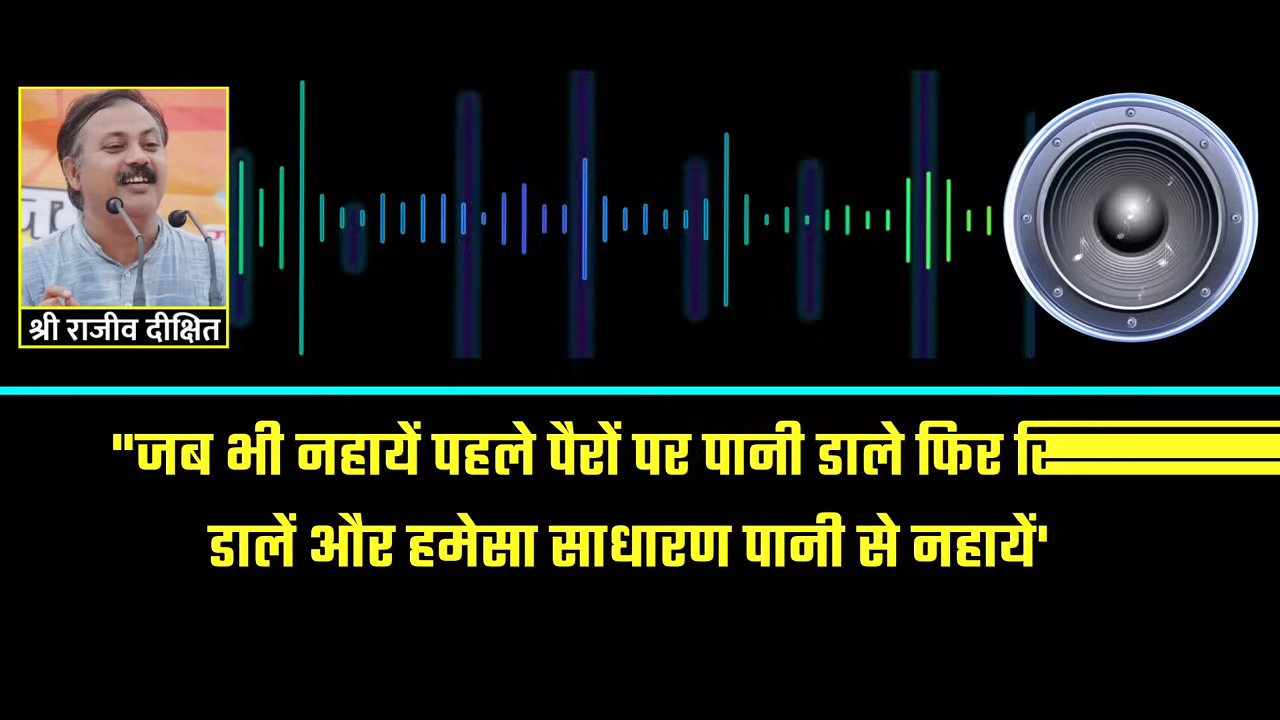 श्री राजीव दीक्षित
"जब भी नहायें पहले पैरों पर पानी डाले फिर
डालें और हमेसा साधारण पानी से नहायें'